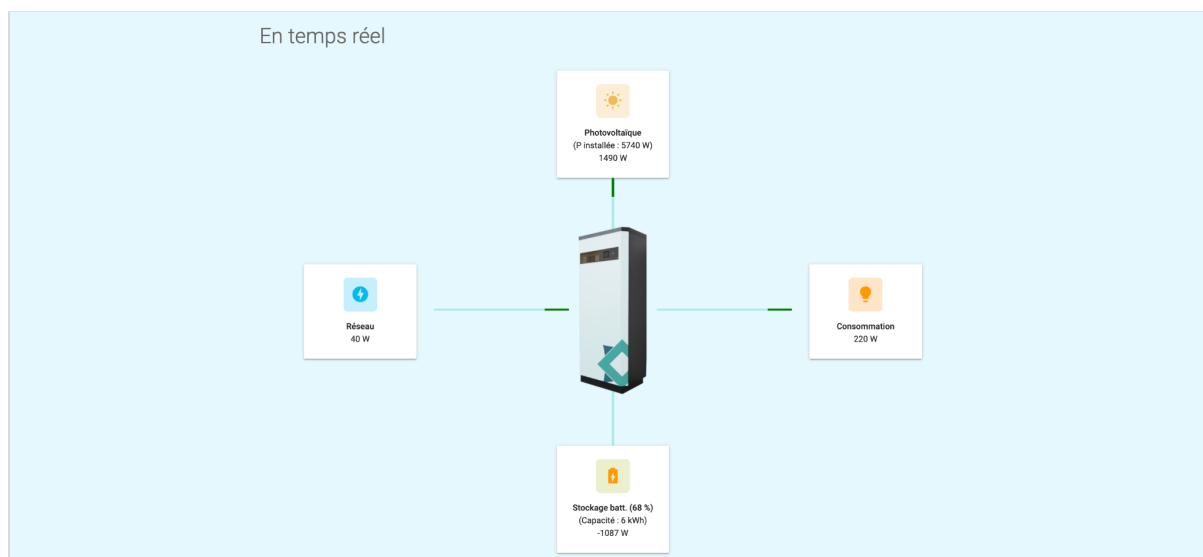 En temps réel
Photovoltaïque
(P installée : 5740 W)
1490 W
Réseau
40 W
Consommation
220 W
Stockage batt. (68 %)
(Capacité : 6 kWh)
-1087 W